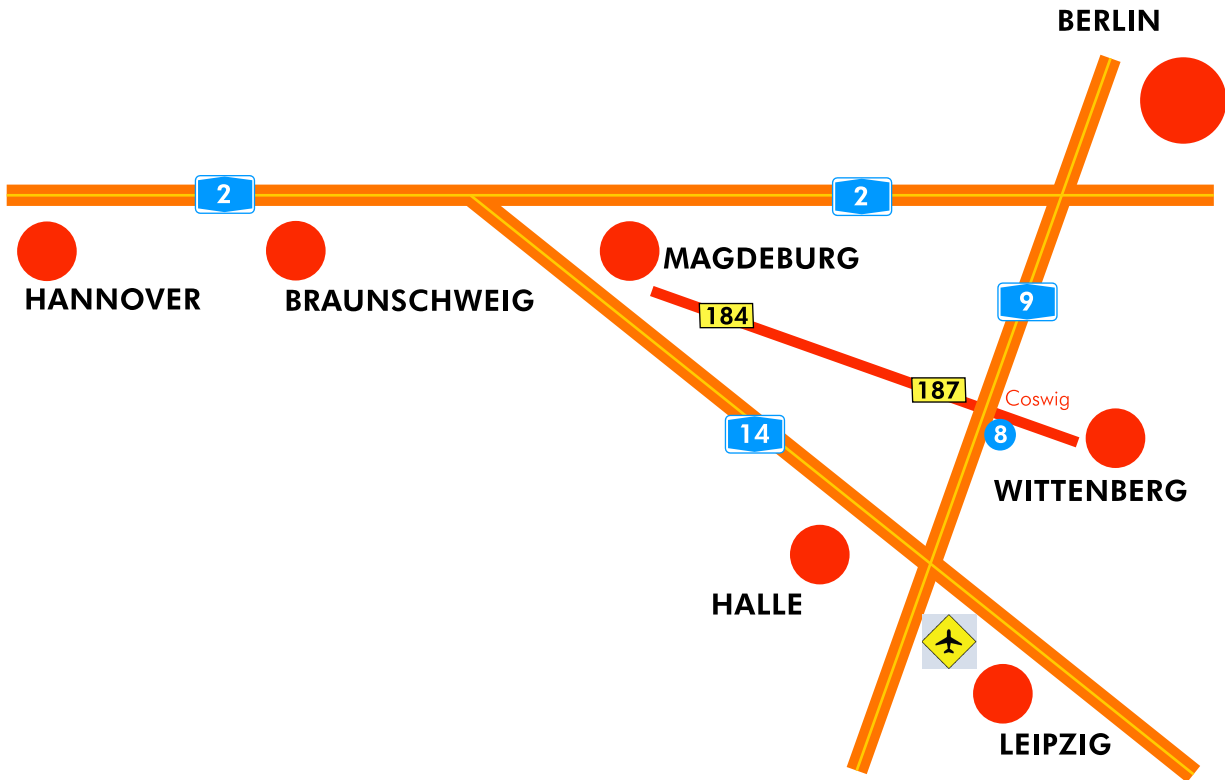 BERLIN
2
2
MAGDEBURG
HANNOVER
BRAUNSCHWEIG
9
184
187
Coswig
14
8
WITTENBERG
HALLE
LEIPZIG